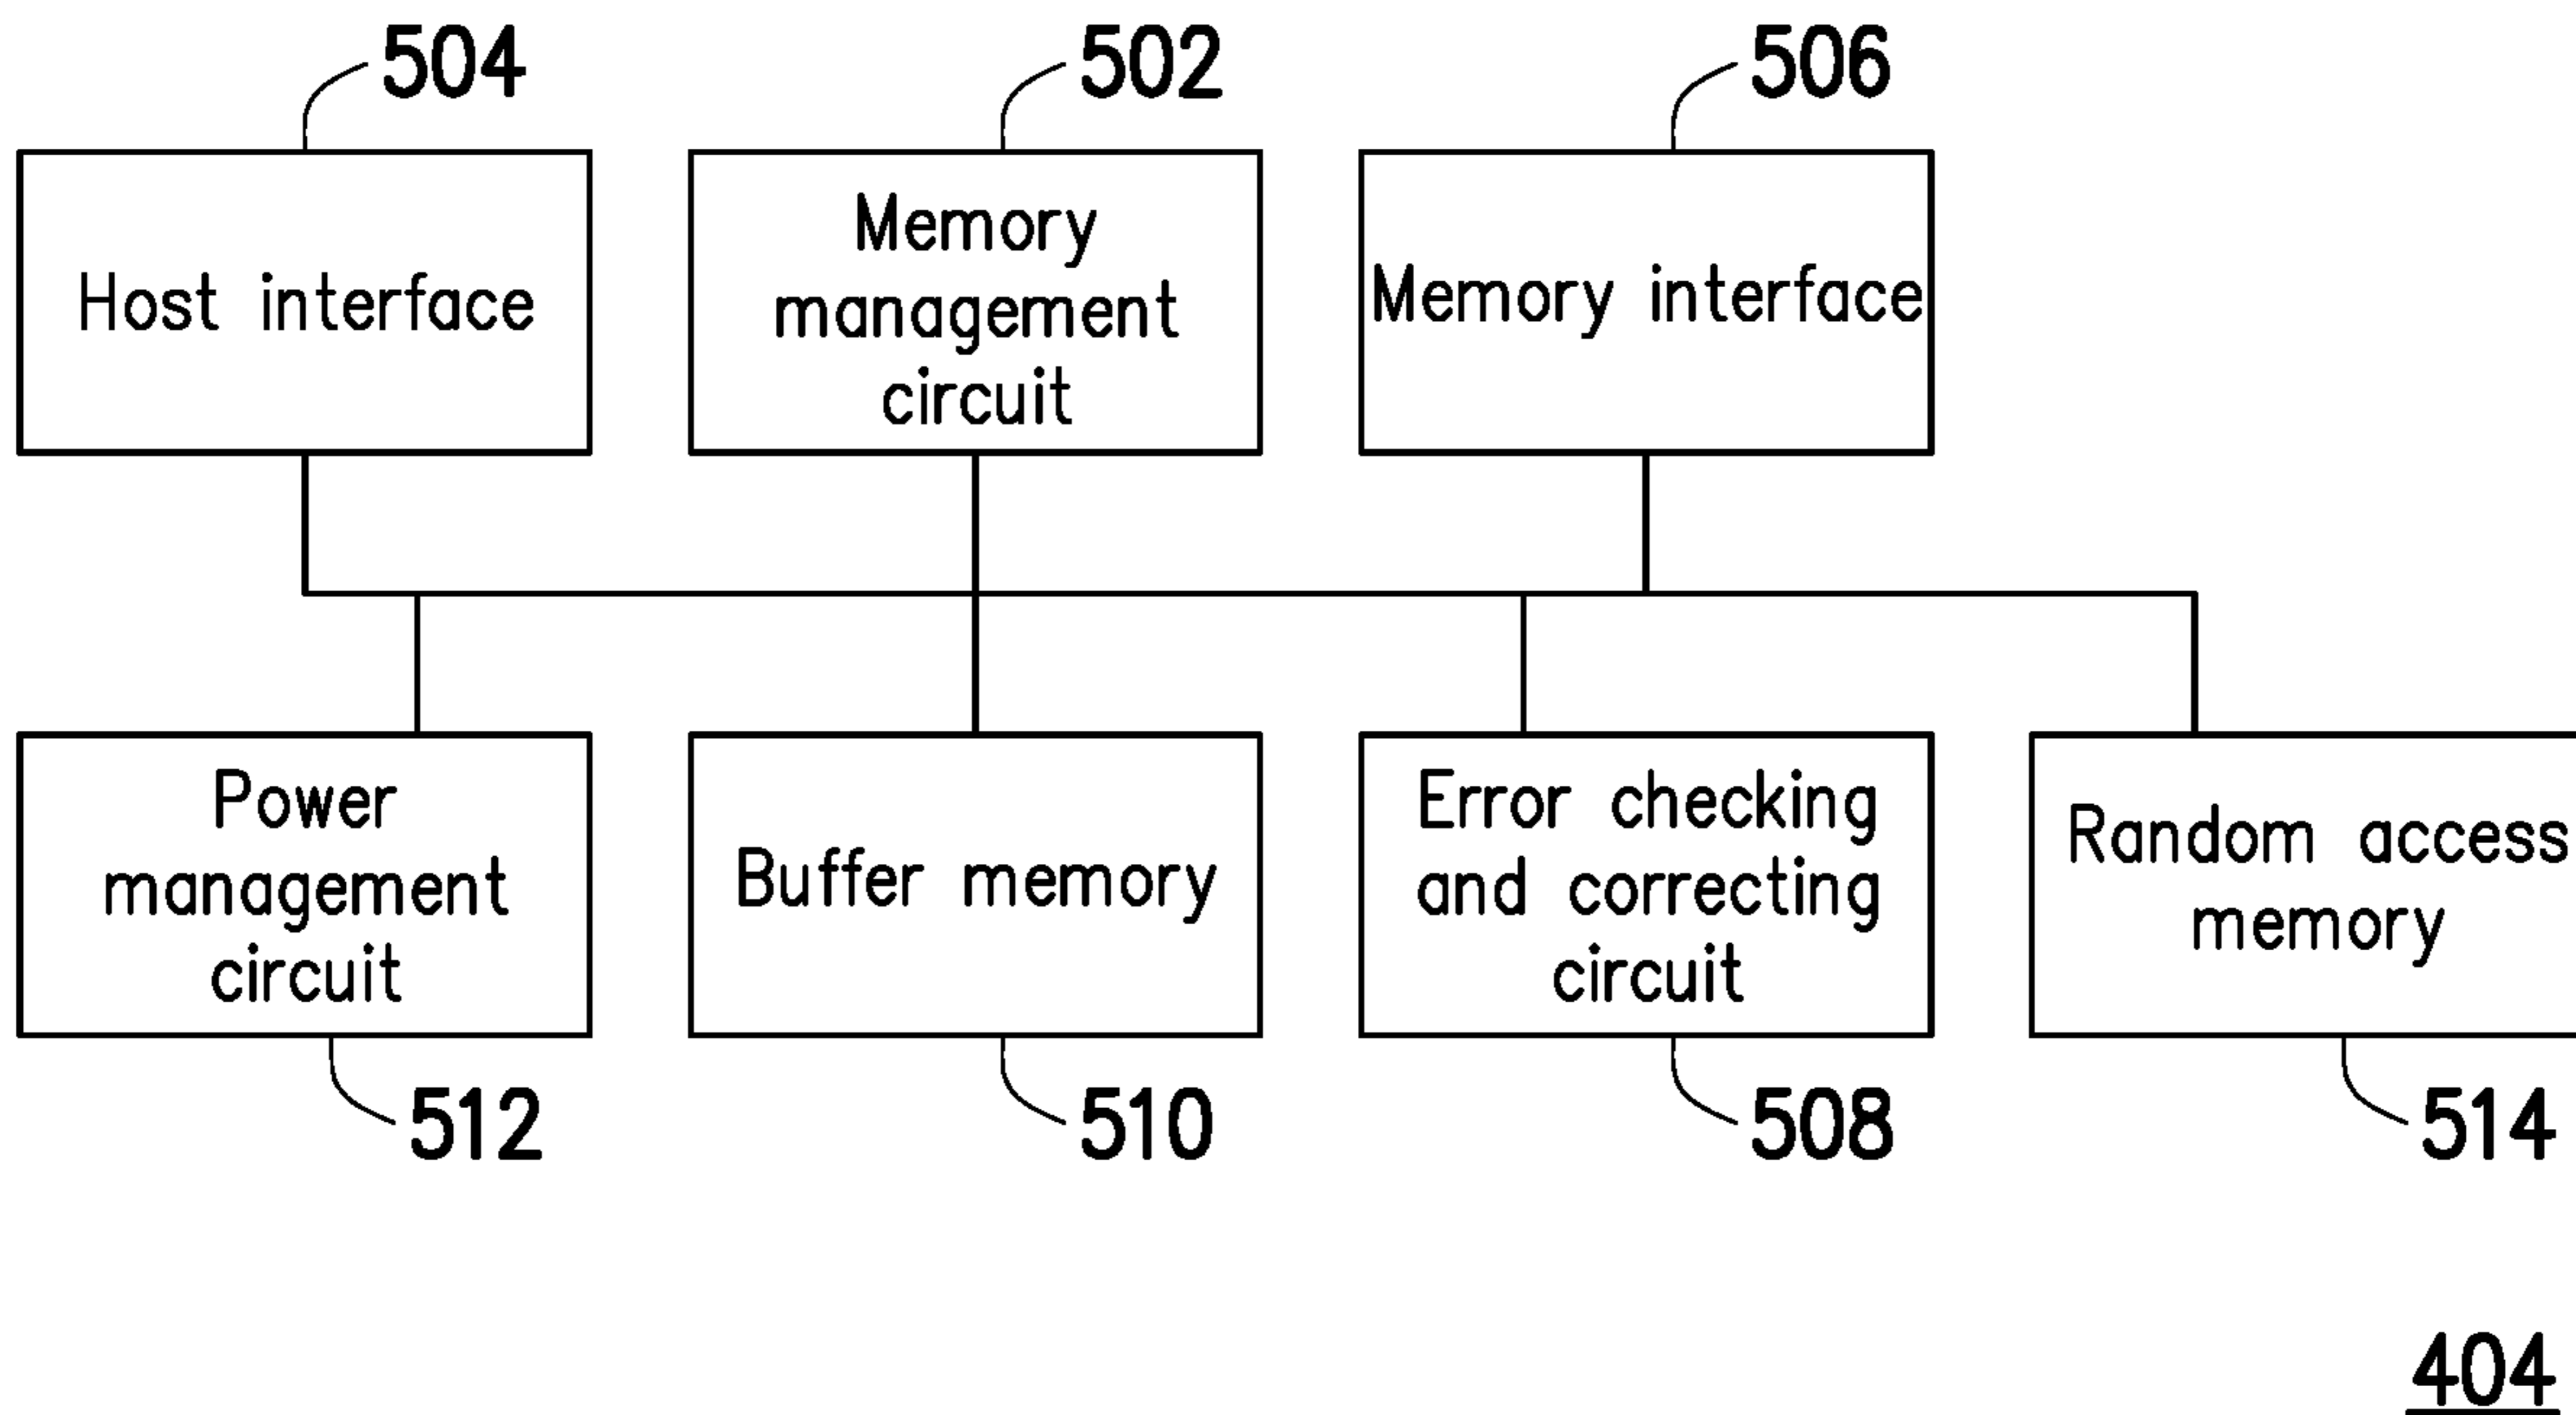 504
502
506
Host interface
Memory
management
circuit
Memory interface
Power
management
circuit
Buffer memory
Error checking
and correcting
circuit
Random access
memory
512
510
508
514
404